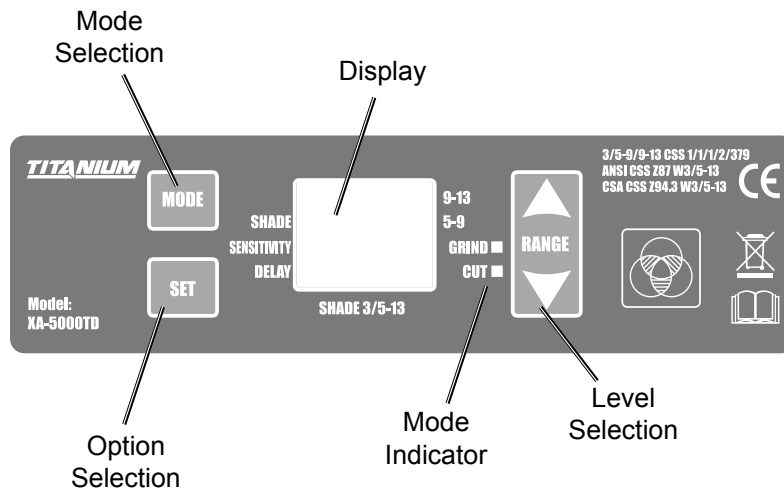 Mode
Selection
Display
TITANIUM
MODE
SET
Model:
XA-5000TD
SHADE
SENSITIVITY
DELAY
SHADE 3/5-13
9-13
5-9
GRIND
CUT
RANGE
3/5-9/9-13 CSS 1/1/1/2/379
ANSI CSS Z87 W3/5-13
CSA CSS Z94.3 W3/5-13
CE
Option
Selection
Mode
Indicator
Level
Selection